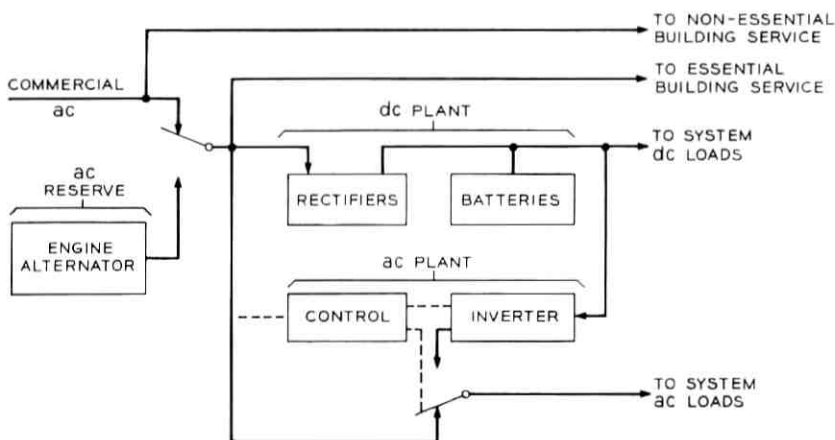 TO NON-ESSENTIAL
BUILDING SERVICE
COMMERCIAL
ac
TO ESSENTIAL
BUILDING SERVICE
dc PLANT
TO SYSTEM
dc LOADS
RECTIFIERS
BATTERIES
ac
RESERVE
ENGINE
ALTERNATOR
ac PLANT
CONTROL
INVERTER
TO SYSTEM
ac LOADS